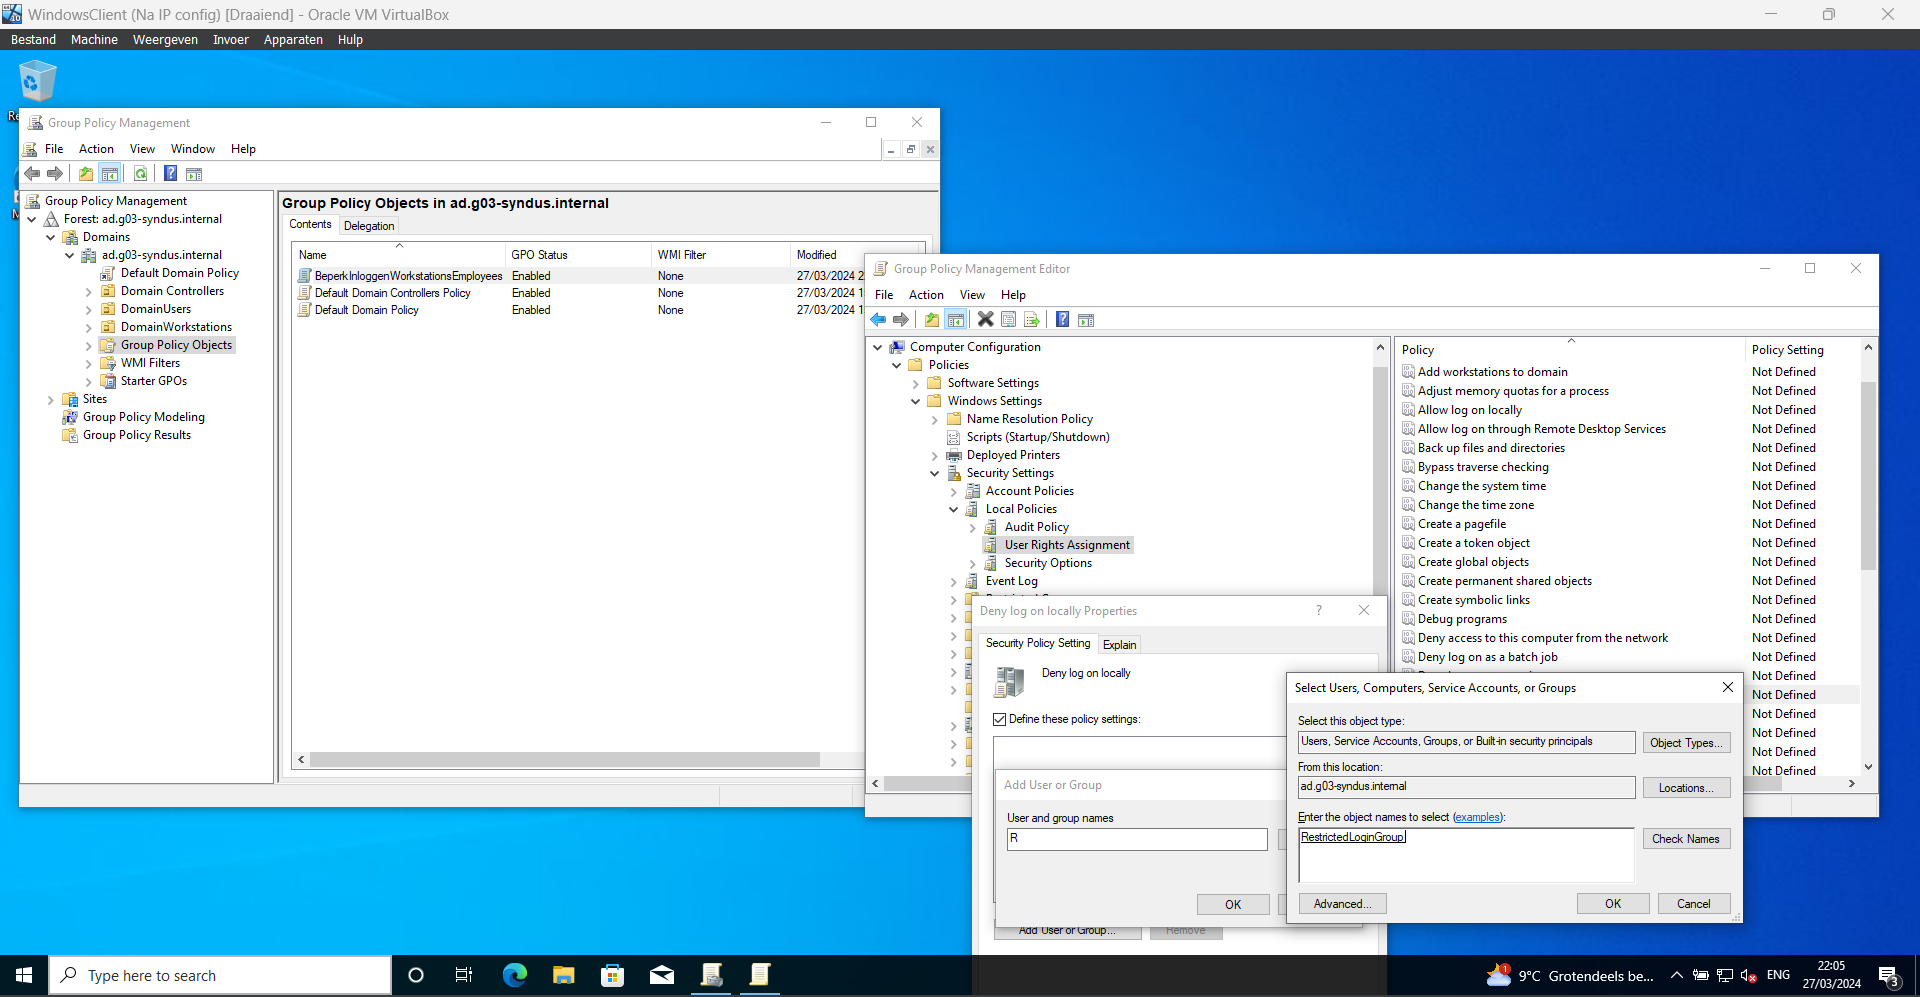 WindowsClient (Na IP config) [Draaiend] - Oracle VM VirtualBox
Bestand Machine Weergeven Invoer Apparaten Hulp
Group Policy Management
File Action View Window Help
Group Policy Management
Forest: ad.g03-syndus.internal
Domains
ad.g03-syndus.internal
Default Domain Policy
Domain Controllers
DomainUsers
DomainWorkstations
Group Policy Objects
WMI Filters
Starter GPOs
Sites
Group Policy Modeling
Group Policy Results
Group Policy Objects in ad.g03-syndus.internal
Contents Delegation
Name GPO Status WMI Filter Modified
BeperkInloggenWorkstationsEmployees Enabled None 27/03/2024 2
Default Domain Controllers Policy Enabled None 27/03/2024 1
Default Domain Policy Enabled None 27/03/2024 1
Group Policy Management Editor
File Action View Help
Computer Configuration
Policies
Software Settings
Windows Settings
Name Resolution Policy
Scripts (Startup/Shutdown)
Deployed Printers
Security Settings
Account Policies
Local Policies
Audit Policy
User Rights Assignment
Security Options
Event Log
Policy Policy Setting
Add workstations to domain Not Defined
Adjust memory quotas for a process Not Defined
Allow log on locally Not Defined
Allow log on through Remote Desktop Services Not Defined
Back up files and directories Not Defined
Bypass traverse checking Not Defined
Change the system time Not Defined
Change the time zone Not Defined
Create a pagefile Not Defined
Create a token object Not Defined
Create global objects Not Defined
Create permanent shared objects Not Defined
Create symbolic links Not Defined
Debug programs Not Defined
Deny access to this computer from the network Not Defined
Deny log on as a batch job Not Defined
Not Defined
Not Defined
Not Defined
Not Defined
Not Defined
Not Defined
Deny log on locally Properties
Security Policy Setting Explain
Deny log on locally
Define these policy settings:
Add User or Group
User and group names
R
OK
Add User or Group... Remove
Select Users, Computers, Service Accounts, or Groups
Select this object type:
Users, Service Accounts, Groups, or Built-in security principals Object Types...
From this location:
ad.g03-syndus.internal Locations...
Enter the object names to select (examples):
RestrictedLoginGroup Check Names
Advanced... OK Cancel
Type here to search
1 9°C Grotendeels be... ENG 22:05
27/03/2024 3